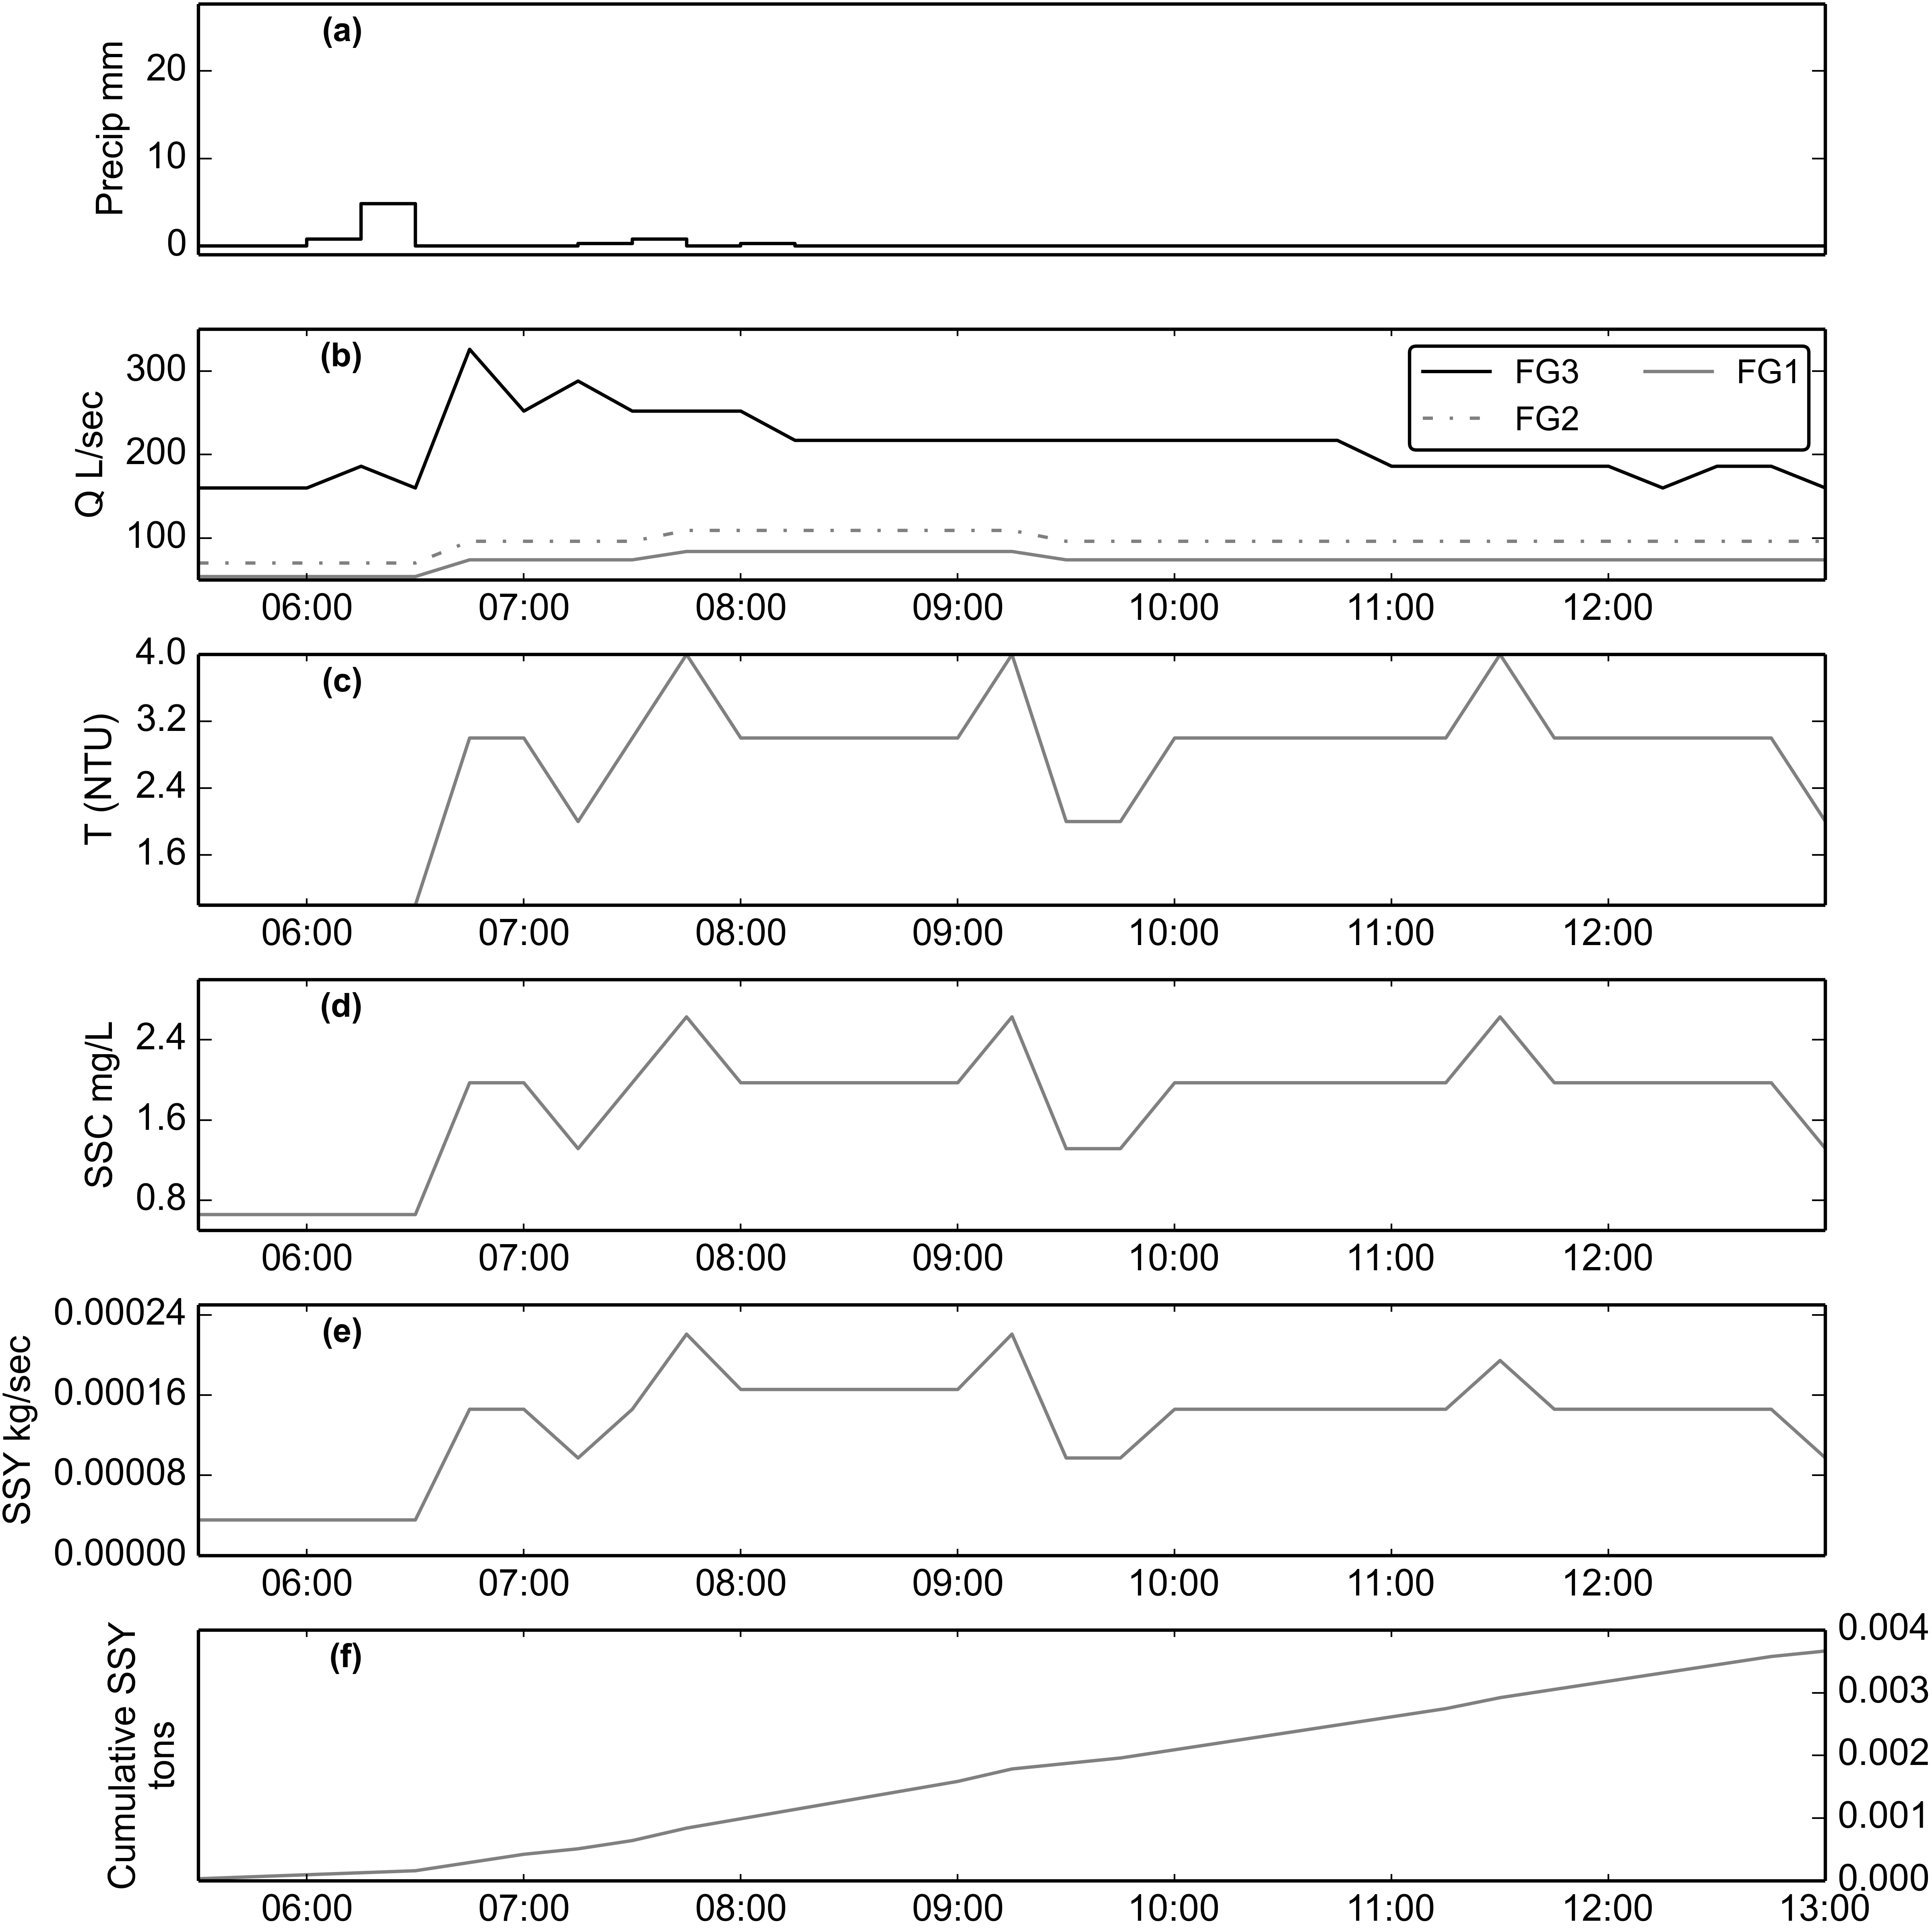 (a)
Precip mm
20
10
0
(b)
Q L/sec
300
200
100
FG3 FG1
FG2
06:00 07:00 08:00 09:00 10:00 11:00 12:00
(c)
T (NTU)
4.0
3.2
2.4
1.6
06:00 07:00 08:00 09:00 10:00 11:00 12:00
(d)
SSC mg/L
2.4
1.6
0.8
06:00 07:00 08:00 09:00 10:00 11:00 12:00
(e)
SSY kg/sec
0.00024
0.00016
0.00008
0.00000
06:00 07:00 08:00 09:00 10:00 11:00 12:00
(f)
Cumulative SSY
tons
0.004
0.003
0.002
0.001
0.000
06:00 07:00 08:00 09:00 10:00 11:00 12:00 13:00